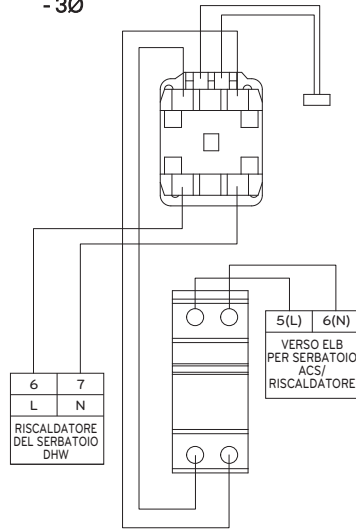 - 3Ø
5(L) 6(N)
VERSO ELB
PER SERBATOIO
ACS/
RISCALDATORE
6 7
L N
RISCALDATORE
DEL SERBATOIO
DHW